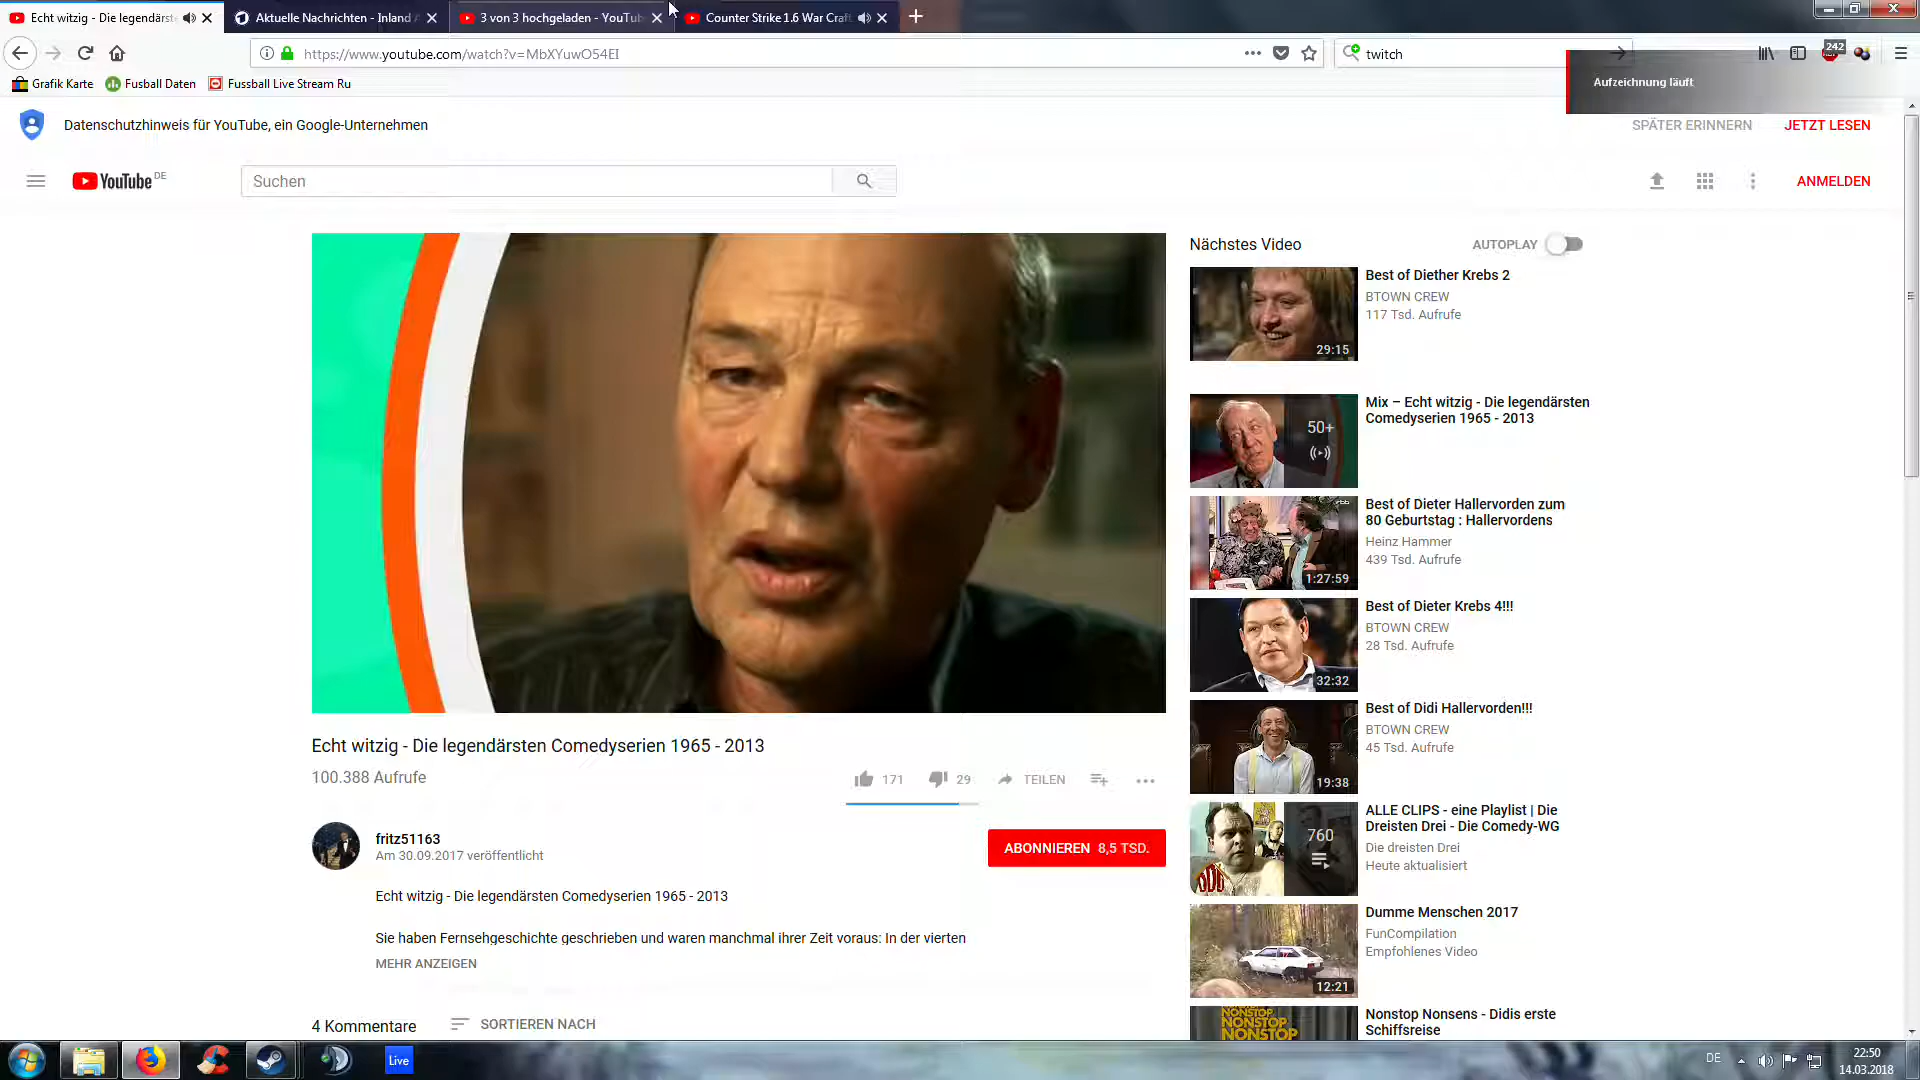 Echt witzig - Die legendärst
Aktuelle Nachrichten - Inland
3 von 3 hochgeladen - YouTub
Counter Strike 1.6 War Craft
https://www.youtube.com/watch?v=MbXYuwO54EI
twitch
242
Grafik Karte
Fusball Daten
Fussball Live Stream Ru
Aufzeichnung läuft
Datenschutzhinweis für YouTube, ein Google-Unternehmen
SPÄTER ERINNERN
JETZT LESEN
YouTube DE
Suchen
ANMELDEN
Nächstes Video
AUTOPLAY
Best of Diether Krebs 2
BTOWN CREW
117 Tsd. Aufrufe
29:15
Mix – Echt witzig - Die legendärsten
Comedyserien 1965 - 2013
50+
Best of Dieter Hallervorden zum
80 Geburtstag : Hallervordens
Heinz Hammer
439 Tsd. Aufrufe
1:27:59
Best of Dieter Krebs 4!!!
BTOWN CREW
28 Tsd. Aufrufe
32:32
Best of Didi Hallervorden!!!
BTOWN CREW
45 Tsd. Aufrufe
19:38
ALLE CLIPS - eine Playlist | Die
Dreisten Drei - Die Comedy-WG
Die dreisten Drei
Heute aktualisiert
760
Dumme Menschen 2017
FunCompilation
Empfohlenes Video
12:21
Nonstop Nonsens - Didis erste
Schiffsreise
NONSTOP
NONSTOP
NONSTOP
Echt witzig - Die legendärsten Comedyserien 1965 - 2013
100.388 Aufrufe
171
29
TEILEN
fritz51163
Am 30.09.2017 veröffentlicht
ABONNIEREN 8,5 TSD.
Echt witzig - Die legendärsten Comedyserien 1965 - 2013
Sie haben Fernsehgeschichte geschrieben und waren manchmal ihrer Zeit voraus: In der vierten
MEHR ANZEIGEN
4 Kommentare
SORTIEREN NACH
Live
DE
22:50
14.03.2018